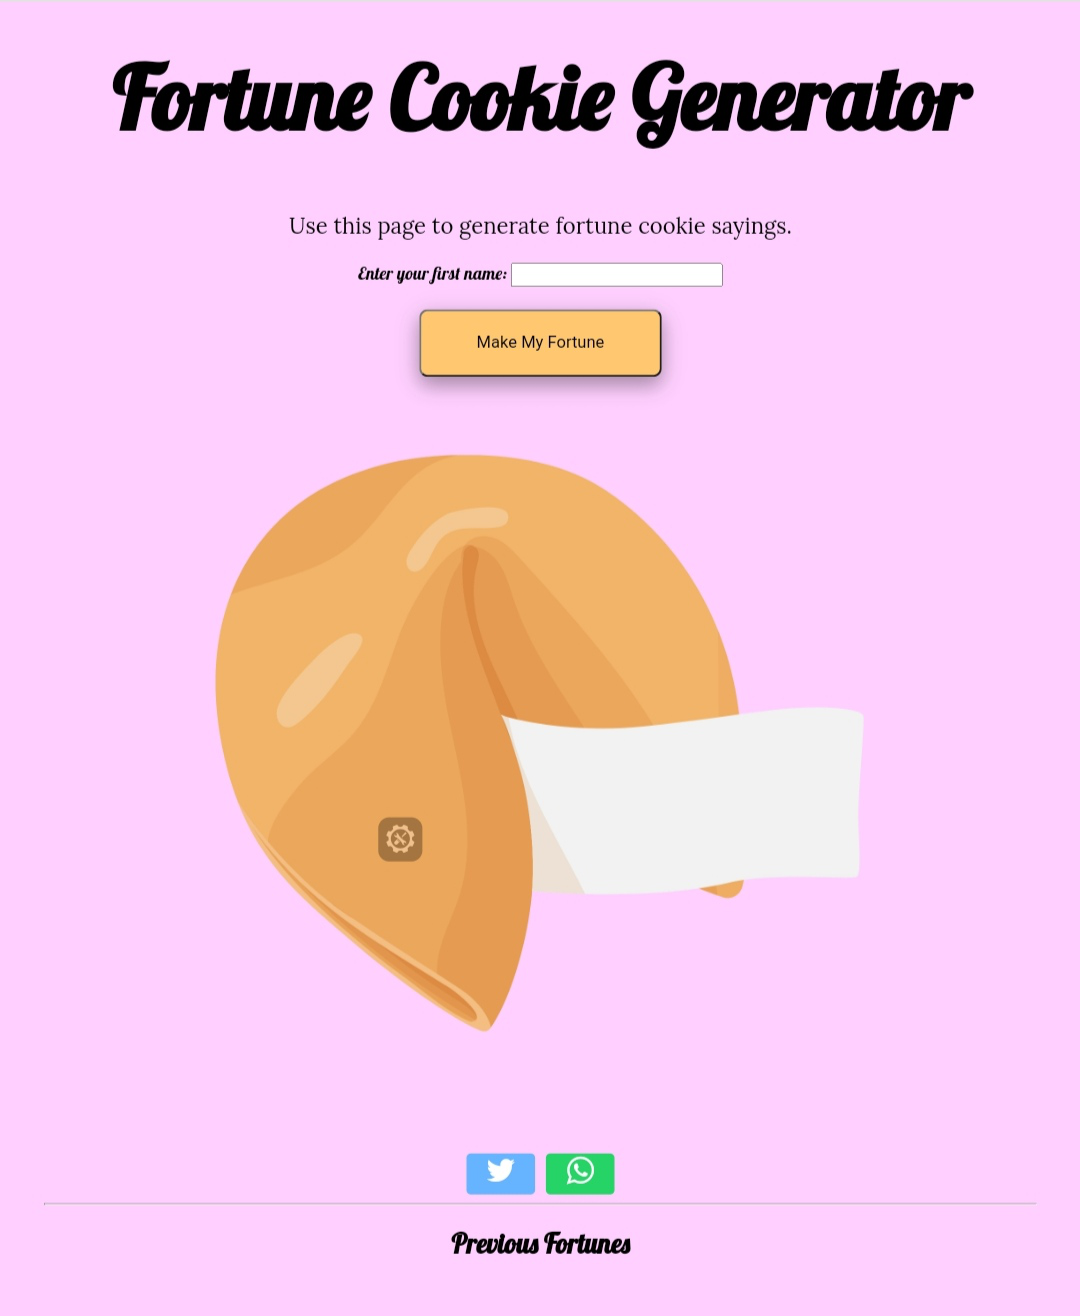 Fortune Cookie Generator
Use this page to generate fortune cookie sayings.
Enter your first name:
Make My Fortune
Previous Fortunes